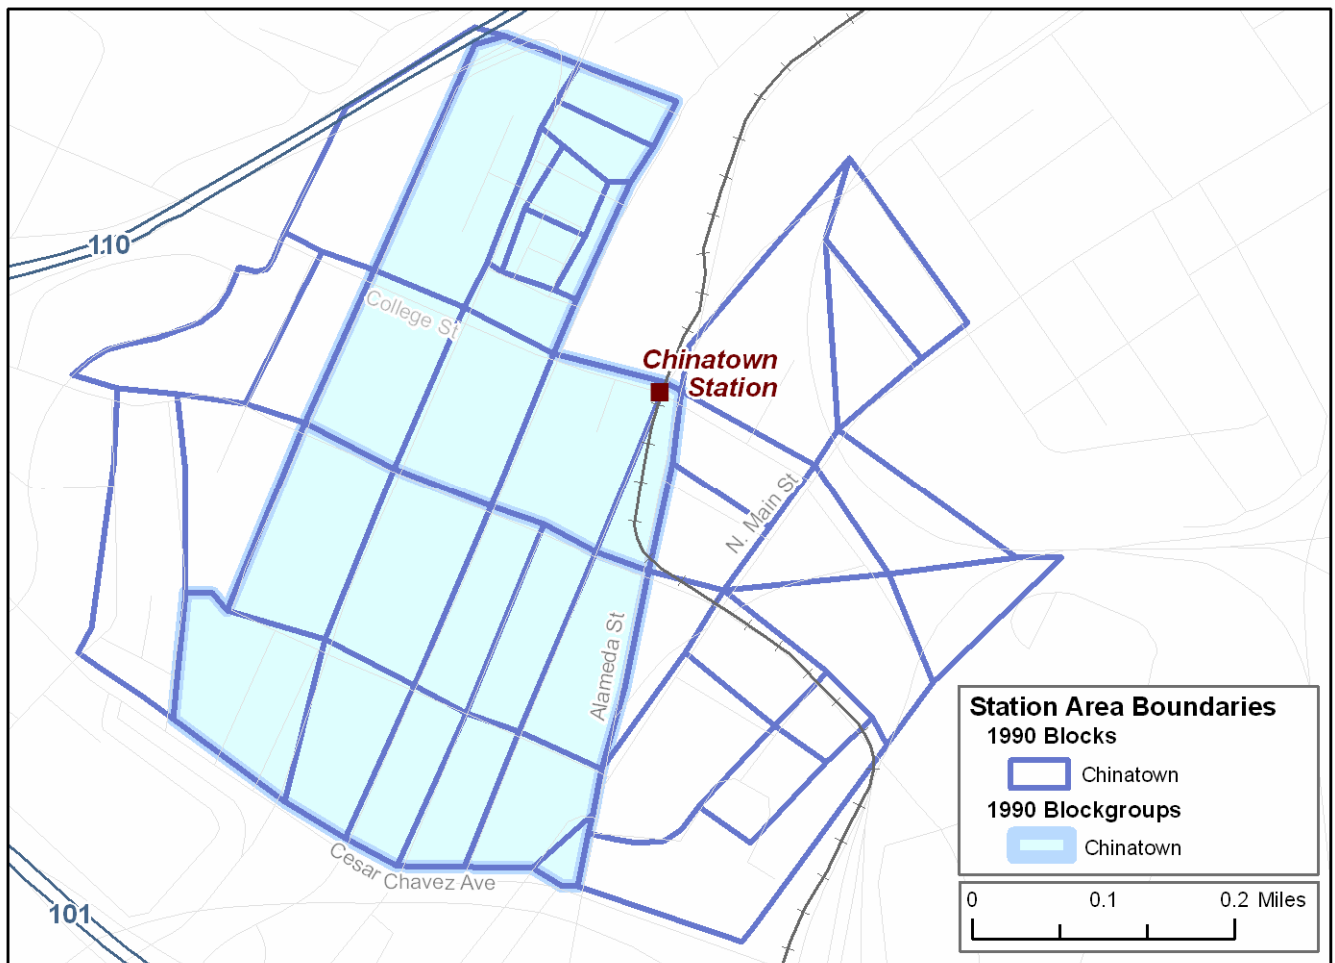 110
College St
Chinatown
Station
N. Main St
Alameda St
Cesar Chavez Ave
101
Station Area Boundaries
1990 Blocks
Chinatown
1990 Blockgroups
Chinatown
0 0.1 0.2 Miles